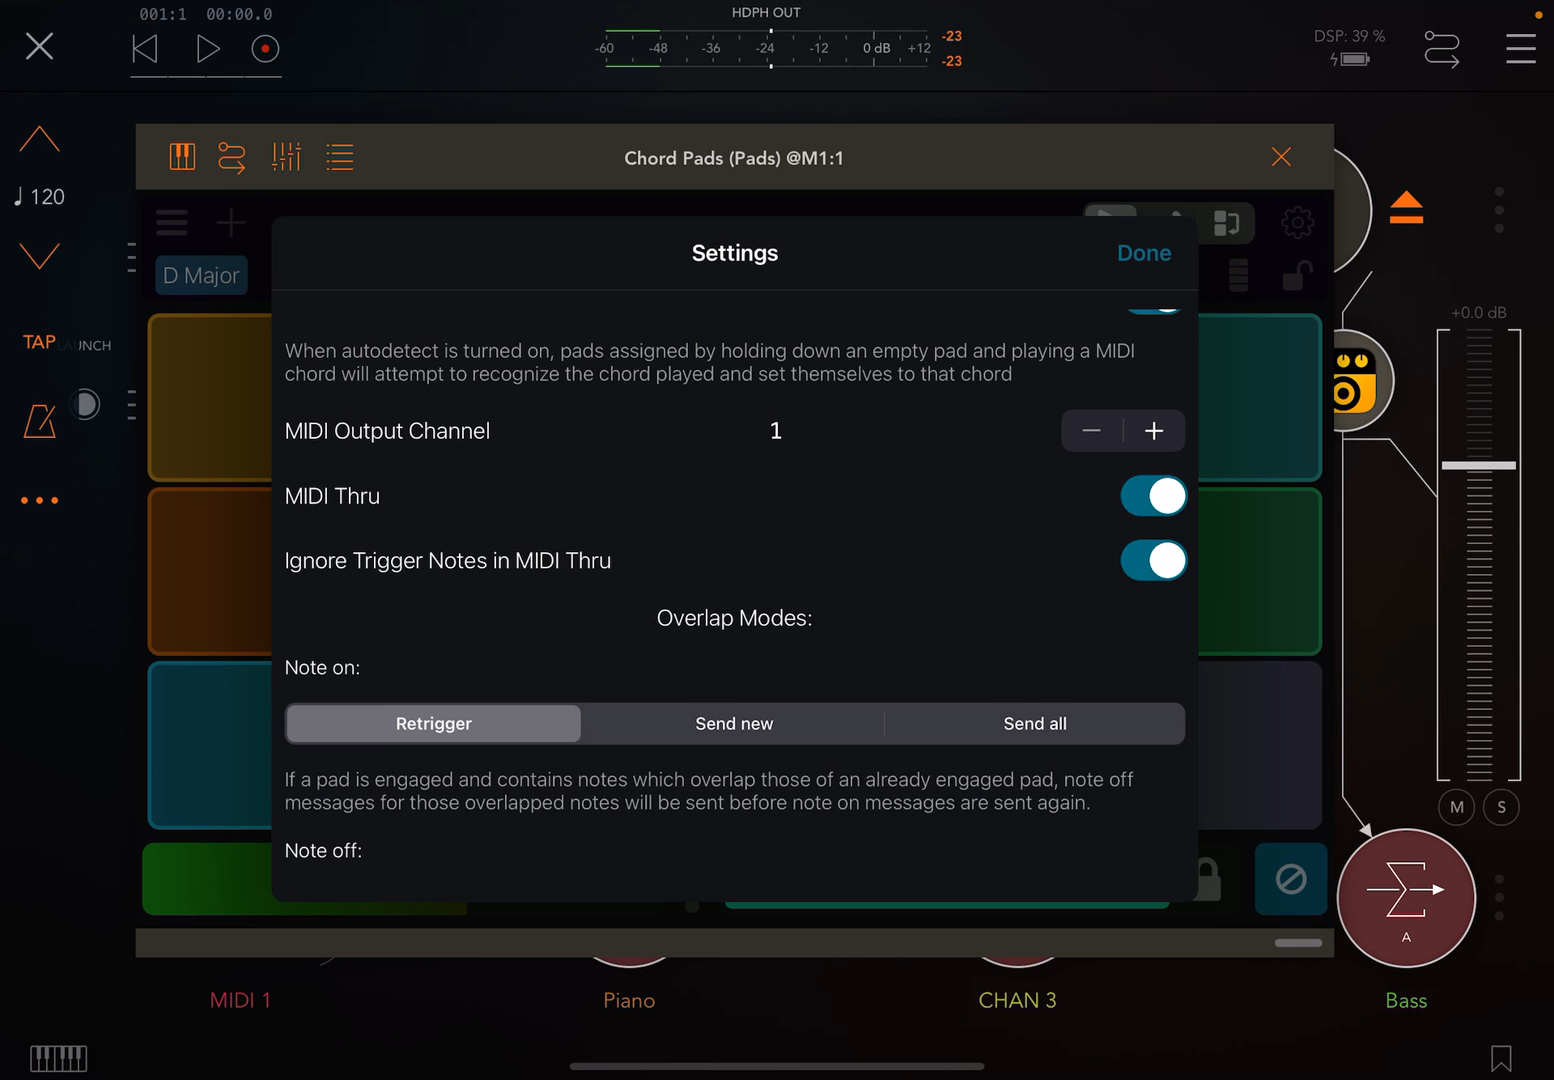 001:1 00:00.0
HDPH OUT
-60 -48 -36 -24 -12 0 dB +12
-23
-23
DSP: 39 %
Chord Pads (Pads) @M1:1
120
D Major
TAP
Settings
Done
When autodetect is turned on, pads assigned by holding down an empty pad and playing a MIDI
chord will attempt to recognize the chord played and set themselves to that chord
MIDI Output Channel 1 − +
MIDI Thru
Ignore Trigger Notes in MIDI Thru
Overlap Modes:
Note on:
Retrigger Send new Send all
If a pad is engaged and contains notes which overlap those of an already engaged pad, note off
messages for those overlapped notes will be sent before note on messages are sent again.
Note off:
+0.0 dB
M S
A
MIDI 1 Piano CHAN 3 Bass